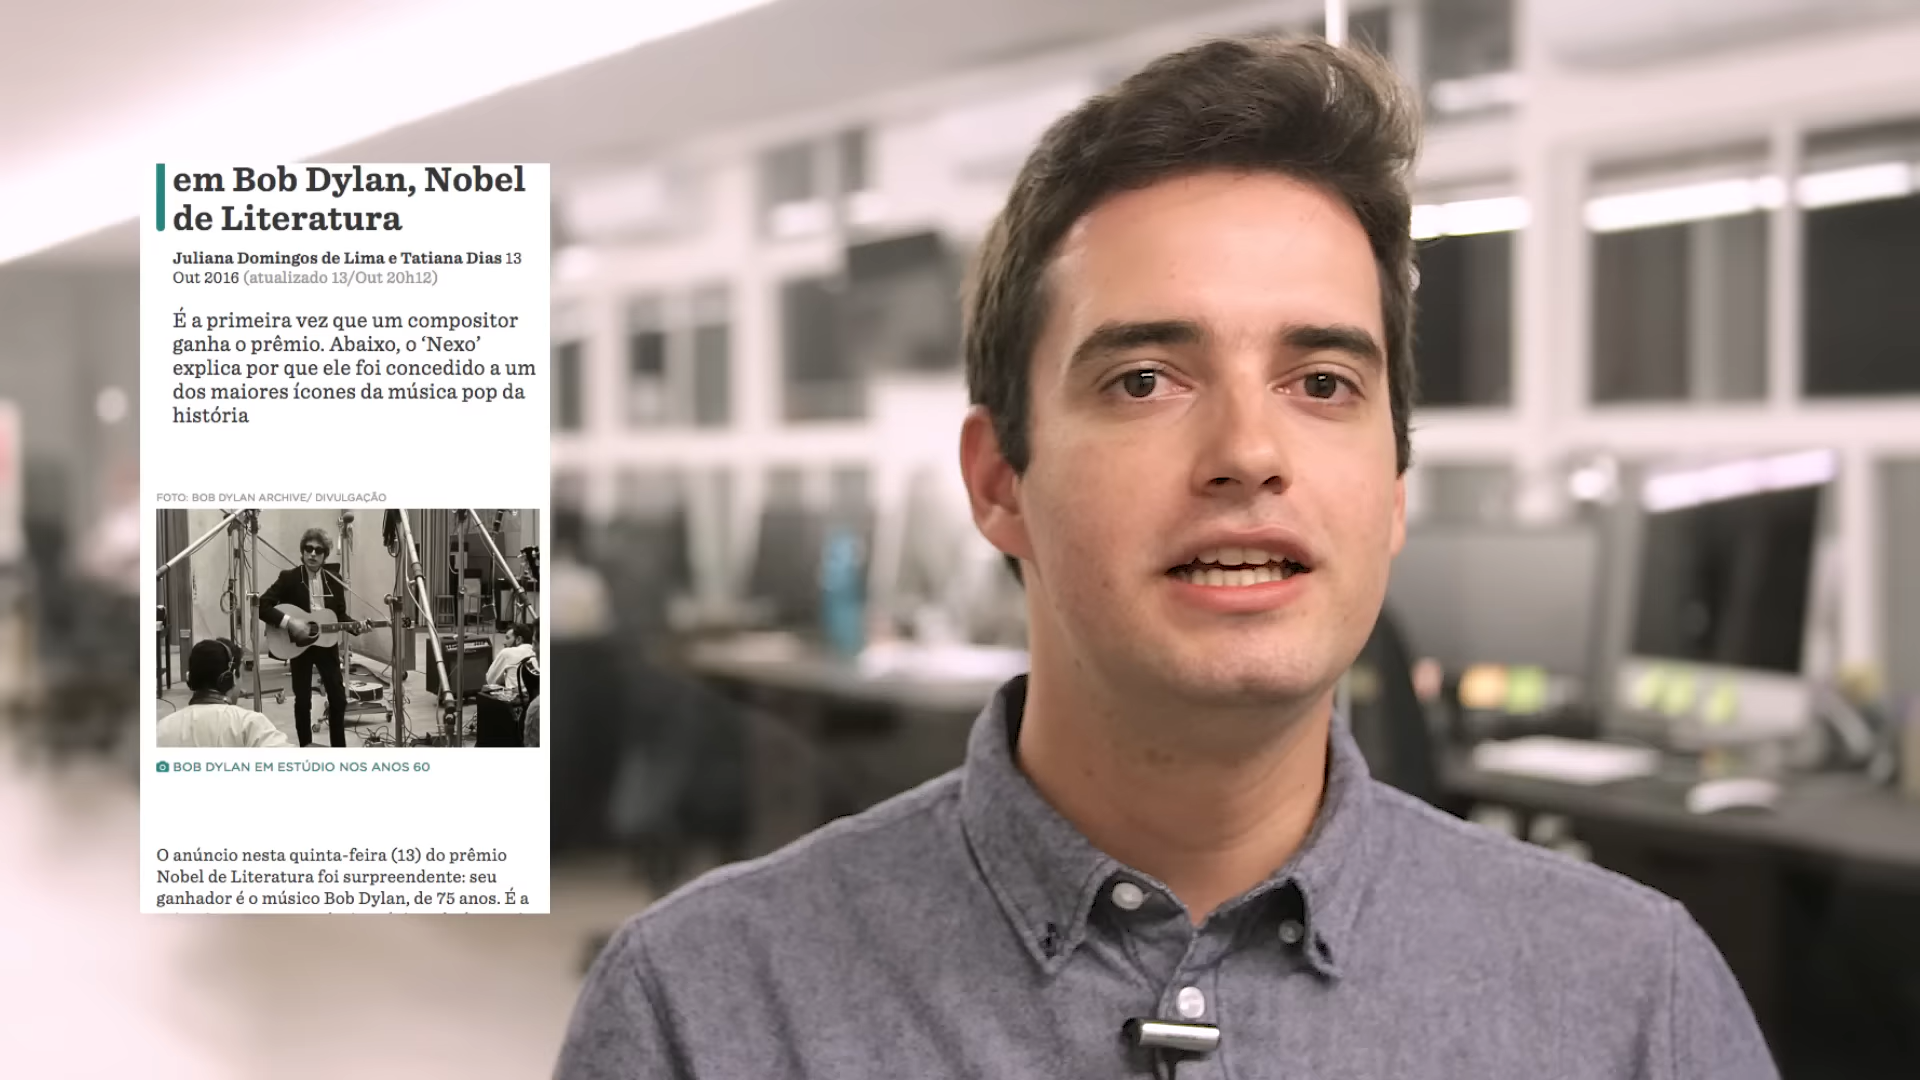 em Bob Dylan, Nobel
de Literatura
Juliana Domingos de Lima e Tatiana Dias 13
Out 2016 (atualizado 13/Out 20h12)
É a primeira vez que um compositor
ganha o prêmio. Abaixo, o ‘Nexo’
explica por que ele foi concedido a um
dos maiores ícones da música pop da
história
FOTO: BOB DYLAN ARCHIVE/ DIVULGAÇÃO
BOB DYLAN EM ESTÚDIO NOS ANOS 60
O anúncio nesta quinta-feira (13) do prêmio
Nobel de Literatura foi surpreendente: seu
ganhador é o músico Bob Dylan, de 75 anos. É a